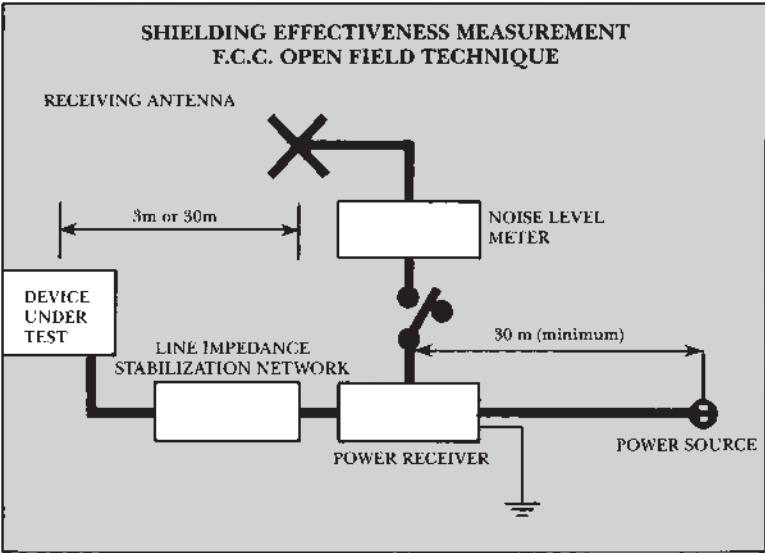 SHIELDING EFFECTIVENESS MEASUREMENT
F.C.C. OPEN FIELD TECHNIQUE
RECEIVING ANTENNA
3m or 30m
NOISE LEVEL
METER
DEVICE
UNDER
TEST
30 m (minimum)
LINE IMPEDANCE
STABILIZATION NETWORK
POWER SOURCE
POWER RECEIVER